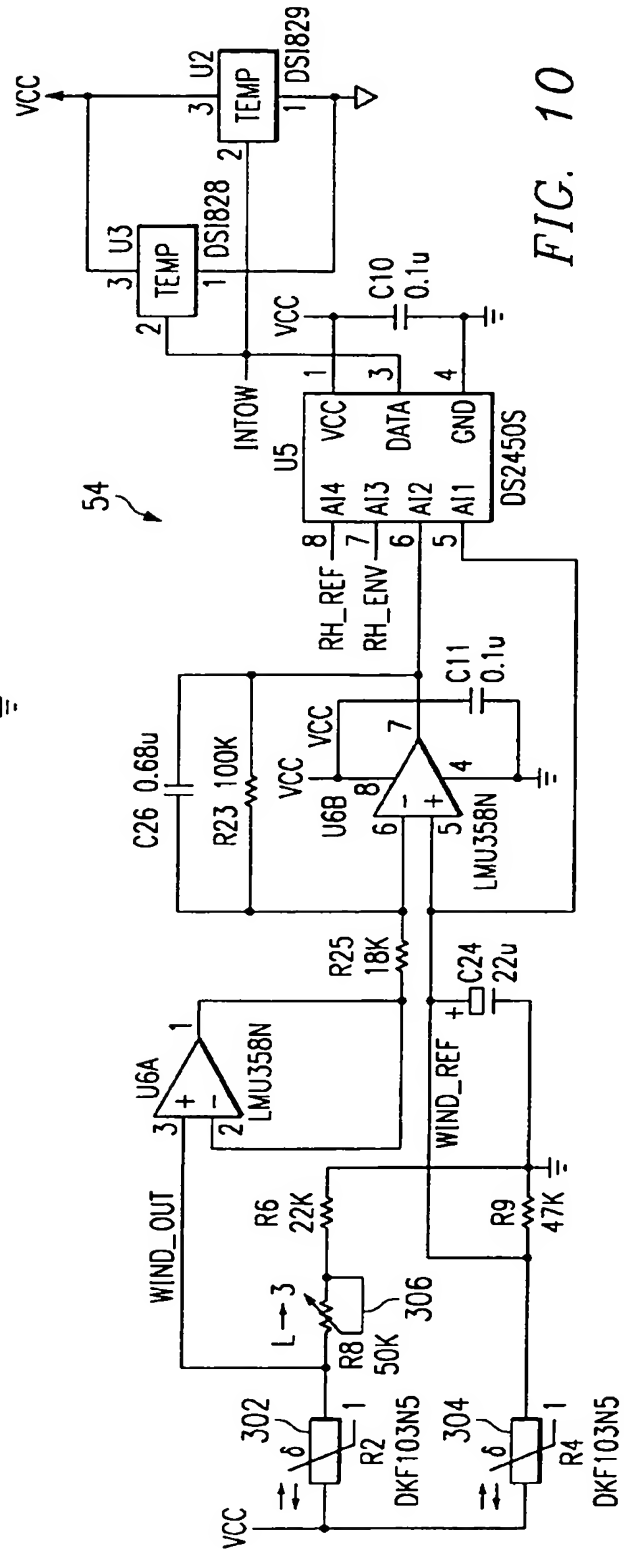 54
VCC
VCC
302
δ
R2
DKF103N5
1
304
δ
R4
DKF103N5
1
L → 3
R8
50K
306
R6
22K
R9
47K
WIND_OUT
WIND_REF
U6A
3
+
-
2
1
LMU358N
R25
18K
+
C24
22u
C26 0.68u
R23 100K
U6B
VCC
VCC
8
6
-
+
5
7
4
LMU358N
C11
0.1u
RH_REF
RH_ENV
8
7
6
5
U5
AI4
AI3
AI2
AI1
VCC
DATA
GND
DS2450S
1
3
4
VCC
C10
0.1u
INTOW
U3
3
TEMP
2
1
DSI828
U2
3
TEMP
2
1
DSI829
FIG. 10